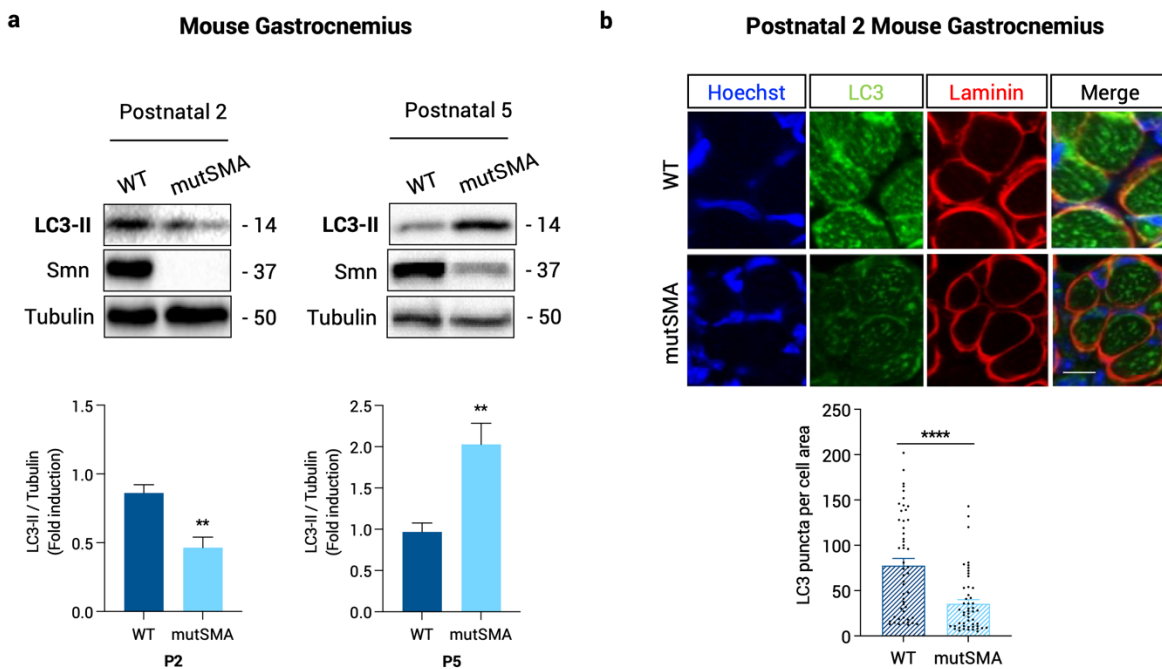 a
Mouse Gastrocnemius
Postnatal 2
Postnatal 5
WT
mutSMA
WT
mutSMA
LC3-II
- 14
LC3-II
- 14
Smn
- 37
Smn
- 37
Tubulin
- 50
Tubulin
- 50
LC3-II / Tubulin
(Fold induction)
1.5
1.0
0.5
0.0
**
WT
mutSMA
P2
LC3-II / Tubulin
(Fold induction)
2.5
2.0
1.5
1.0
0.5
0.0
**
WT
mutSMA
P5
b
Postnatal 2 Mouse Gastrocnemius
Hoechst
LC3
Laminin
Merge
WT
mutSMA
LC3 puncta per cell area
250
200
150
100
50
0
****
WT
mutSMA